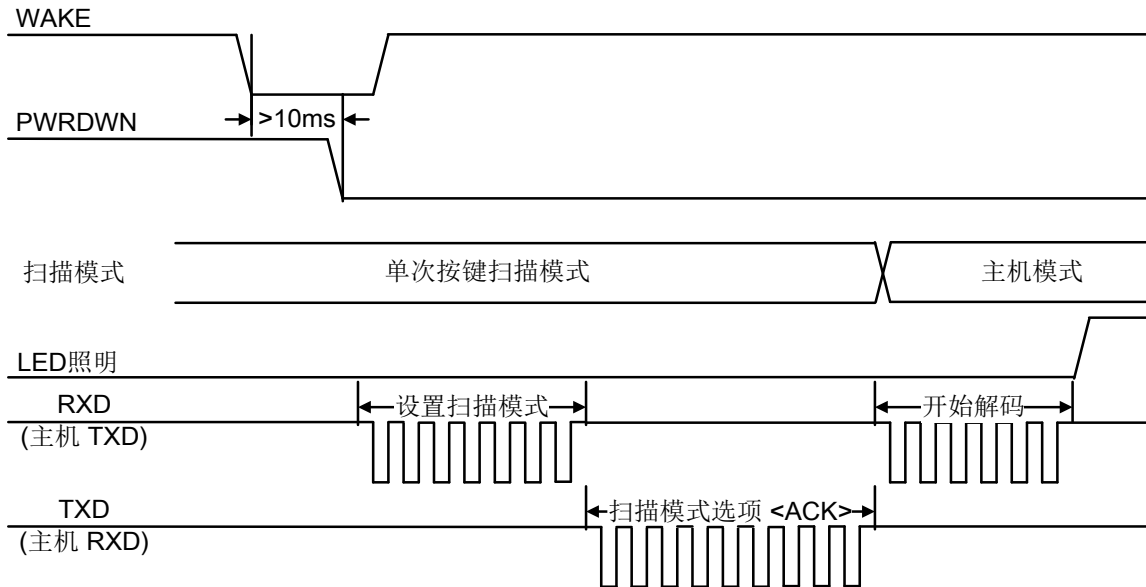 WAKE
>10ms
PWRDWN
扫描模式
单次按键扫描模式
主机模式
LED照明
RXD
(主机 TXD)
设置扫描模式
开始解码
TXD
(主机 RXD)
扫描模式选项 <ACK>